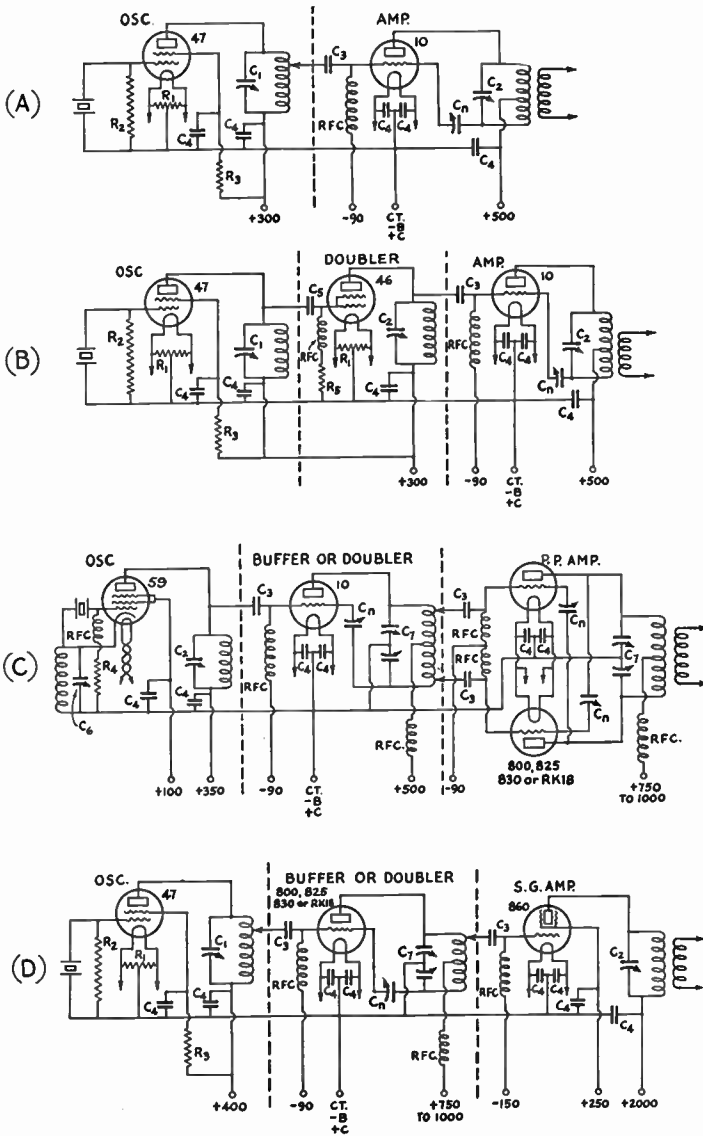 (A)
OSC.
47
AMP.
10
R2
R1
C4
C4
R3
C1
C3
RFC
C4 C4
Cn
C2
C4
+300
-90
CT.
-B
+C
+500
(B)
OSC
47
DOUBLER
46
AMP.
10
R2
R1
C4
C4
R3
C1
C5
RFC
R5
R1
C4
C2
C3
RFC
C4 C4
Cn
C2
C4
+300
-90
CT.
-B
+C
+500
(C)
OSC
59
BUFFER OR DOUBLER
10
P.P. AMP.
RFC
R4
C6
C4
C4
C2
C3
RFC
C4 C4
Cn
C7
C3
RFC
RFC
C3
C4 C4
Cn
Cn
C7
RFC.
RFC.
800, 825
830 or RK18
+100
+350
-90
CT.
-B
+C
+500
-90
+750
TO 1000
(D)
OSC.
47
BUFFER OR DOUBLER
800, 825
830 or RK18
S.G. AMP.
860
R2
R1
C4
C4
R3
C1
C3
RFC
C4 C4
Cn
C7
RFC.
C3
RFC
C4 C4
C4
C2
C4
+400
-90
CT.
-B
+C
+750
TO 1000
-150
+250
+2000